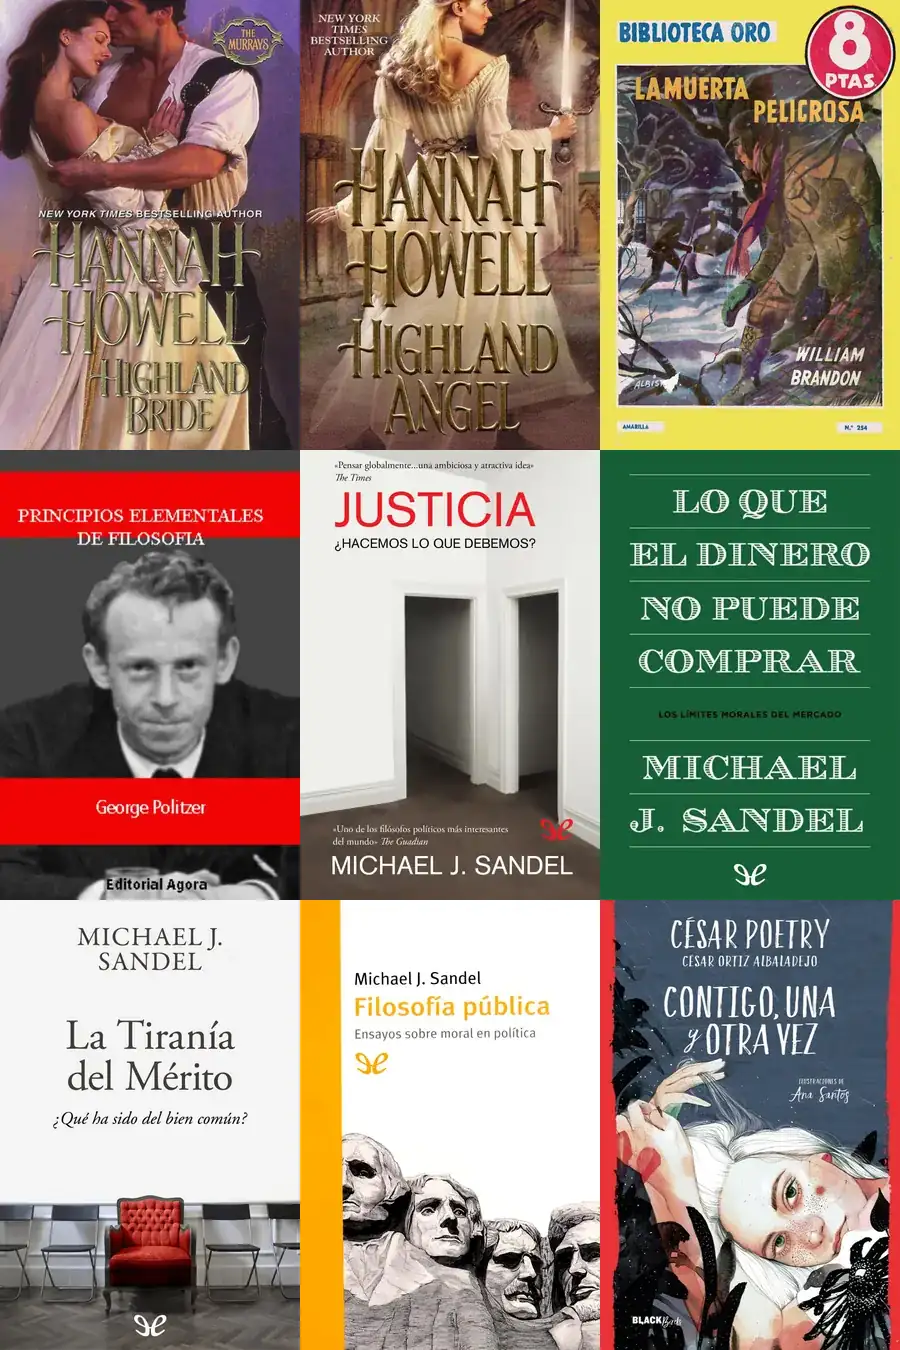 THE
MURRAYS
NEW YORK TIMES BESTSELLING AUTHOR
HANNAH
HOWELL
HIGHLAND
BRIDE
NEW YORK
TIMES
BESTSELLING
AUTHOR
HANNAH
HOWELL
HIGHLAND
ANGEL
BIBLIOTECA ORO
8
PTAS
LA MUERTA
PELIGROSA
WILLIAM
BRANDON
ALBIS
AMARILLA
N.º 254
PRINCIPIOS ELEMENTALES
DE FILOSOFIA
George Politzer
Editorial Agora
«Pensar globalmente...una ambiciosa y atractiva idea»
The Times
JUSTICIA
¿HACEMOS LO QUE DEBEMOS?
«Uno de los filósofos políticos más interesantes
del mundo» The Guadian
MICHAEL J. SANDEL
LO QUE
EL DINERO
NO PUEDE
COMPRAR
LOS LÍMITES MORALES DEL MERCADO
MICHAEL
J. SANDEL
MICHAEL J.
SANDEL
La Tiranía
del Mérito
¿Qué ha sido del bien común?
Michael J. Sandel
Filosofía pública
Ensayos sobre moral en política
CÉSAR POETRY
CÉSAR ORTIZ ALBALADEJO
CONTIGO, UNA
y OTRA VEZ
ILUSTRACIONES DE
Ana Santos
BLACKBirds